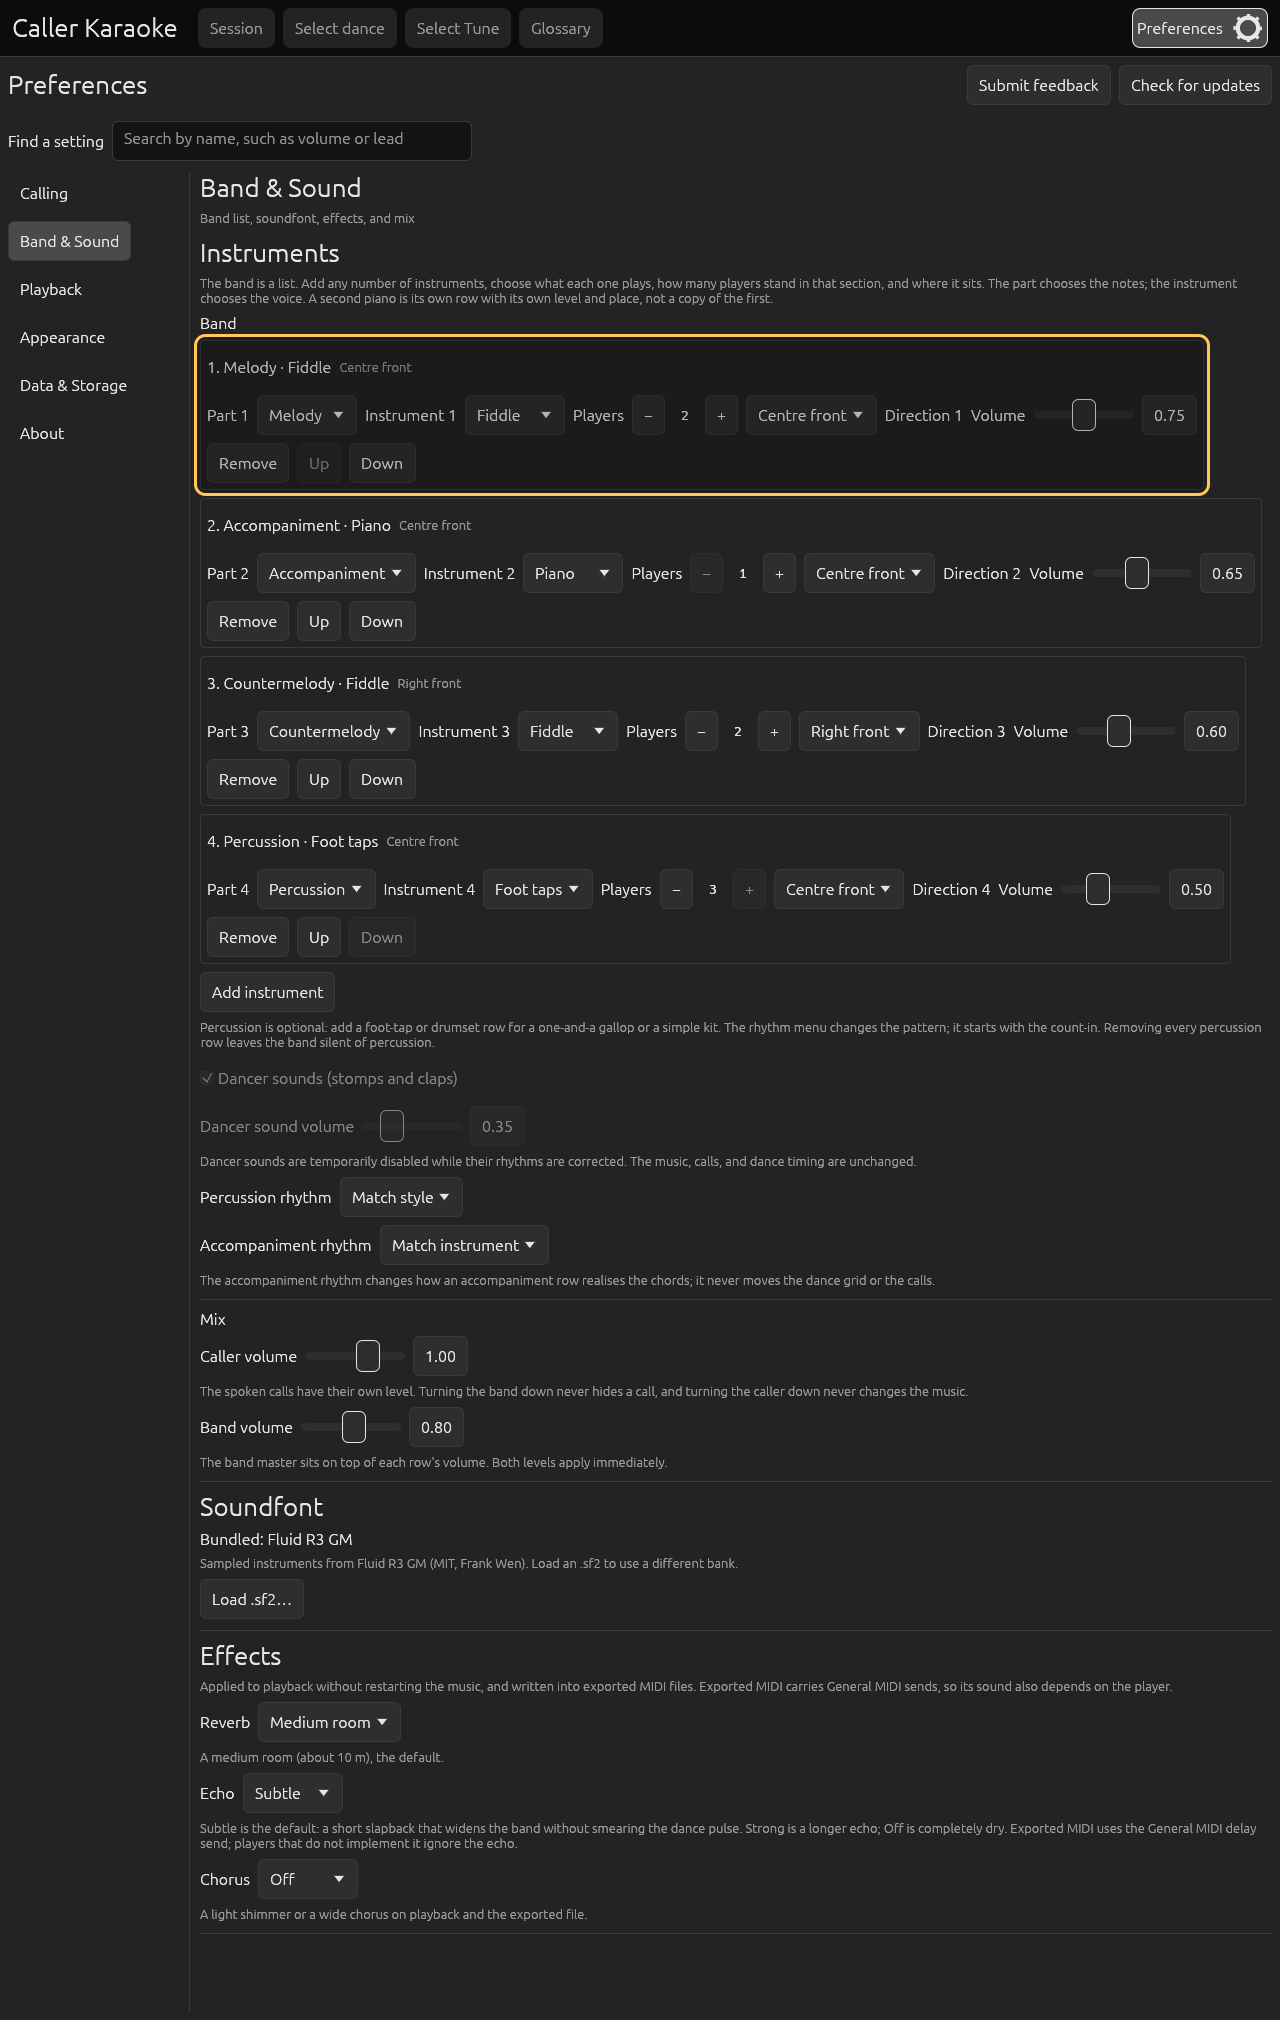 Caller Karaoke Session Select dance Select Tune Glossary Preferences
Preferences Submit feedback Check for updates
Find a setting Search by name, such as volume or lead
Calling
Band & Sound
Playback
Appearance
Data & Storage
About
Band & Sound
Band list, soundfont, effects, and mix
Instruments
The band is a list. Add any number of instruments, choose what each one plays, how many players stand in that section, and where it sits. The part chooses the notes; the instrument
chooses the voice. A second piano is its own row with its own level and place, not a copy of the first.
Band
1. Melody · Fiddle Centre front
Part 1 Melody Instrument 1 Fiddle Players − 2 + Centre front Direction 1 Volume 0.75
Remove Up Down
2. Accompaniment · Piano Centre front
Part 2 Accompaniment Instrument 2 Piano Players − 1 + Centre front Direction 2 Volume 0.65
Remove Up Down
3. Countermelody · Fiddle Right front
Part 3 Countermelody Instrument 3 Fiddle Players − 2 + Right front Direction 3 Volume 0.60
Remove Up Down
4. Percussion · Foot taps Centre front
Part 4 Percussion Instrument 4 Foot taps Players − 3 + Centre front Direction 4 Volume 0.50
Remove Up Down
Add instrument
Percussion is optional: add a foot-tap or drumset row for a one-and-a gallop or a simple kit. The rhythm menu changes the pattern; it starts with the count-in. Removing every percussion
row leaves the band silent of percussion.
Dancer sounds (stomps and claps)
Dancer sound volume 0.35
Dancer sounds are temporarily disabled while their rhythms are corrected. The music, calls, and dance timing are unchanged.
Percussion rhythm Match style
Accompaniment rhythm Match instrument
The accompaniment rhythm changes how an accompaniment row realises the chords; it never moves the dance grid or the calls.
Mix
Caller volume 1.00
The spoken calls have their own level. Turning the band down never hides a call, and turning the caller down never changes the music.
Band volume 0.80
The band master sits on top of each row's volume. Both levels apply immediately.
Soundfont
Bundled: Fluid R3 GM
Sampled instruments from Fluid R3 GM (MIT, Frank Wen). Load an .sf2 to use a different bank.
Load .sf2…
Effects
Applied to playback without restarting the music, and written into exported MIDI files. Exported MIDI carries General MIDI sends, so its sound also depends on the player.
Reverb Medium room
A medium room (about 10 m), the default.
Echo Subtle
Subtle is the default: a short slapback that widens the band without smearing the dance pulse. Strong is a longer echo; Off is completely dry. Exported MIDI uses the General MIDI delay
send; players that do not implement it ignore the echo.
Chorus Off
A light shimmer or a wide chorus on playback and the exported file.